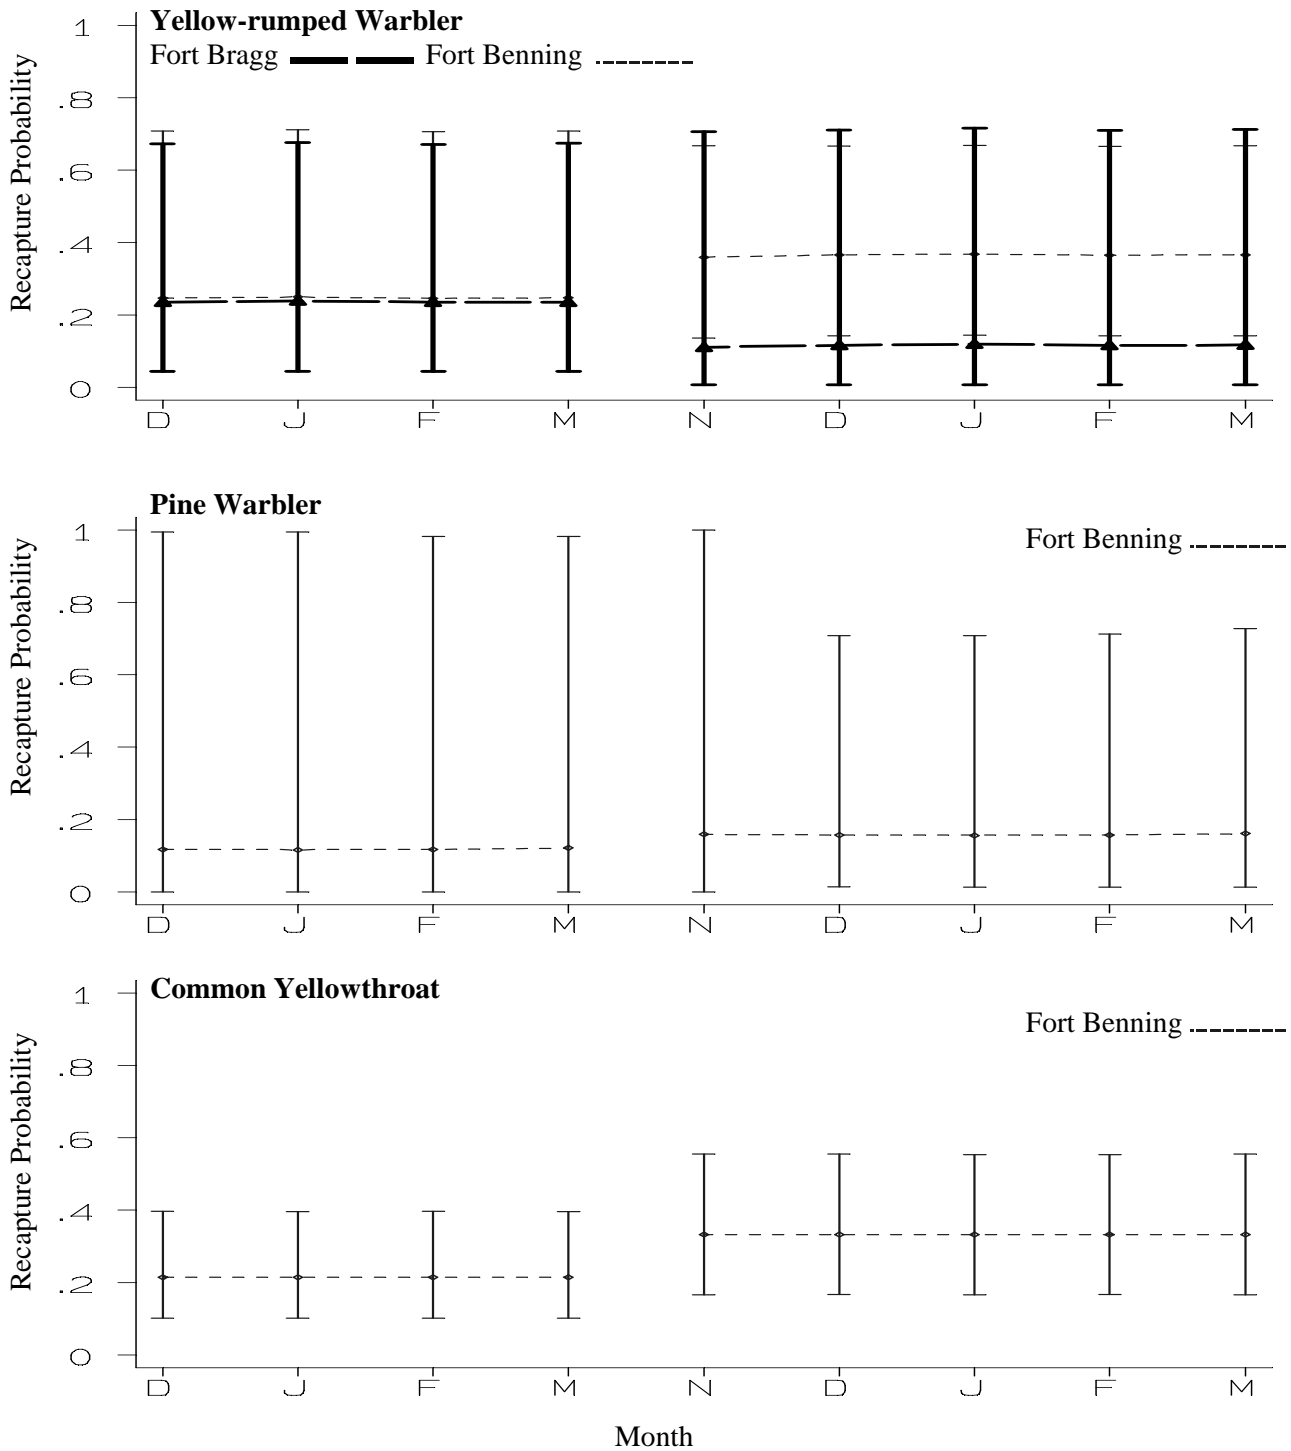 Yellow-rumped Warbler
Fort Bragg Fort Benning
Recapture Probability
1
.8
.6
.4
.2
0
D J F M N D J F M
Pine Warbler
Fort Benning
Recapture Probability
1
.8
.6
.4
.2
0
D J F M N D J F M
Common Yellowthroat
Fort Benning
Recapture Probability
1
.8
.6
.4
.2
0
D J F M N D J F M
Month